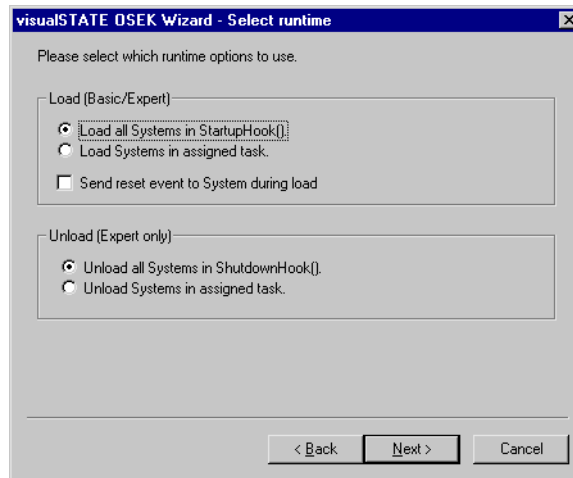 visualSTATE OSEK Wizard - Select runtime
Please select which runtime options to use.
Load (Basic/Expert)
Load all Systems in StartupHook().
Load Systems in assigned task.
Send reset event to System during load
Unload (Expert only)
Unload all Systems in ShutdownHook().
Unload Systems in assigned task.
< Back
Next >
Cancel